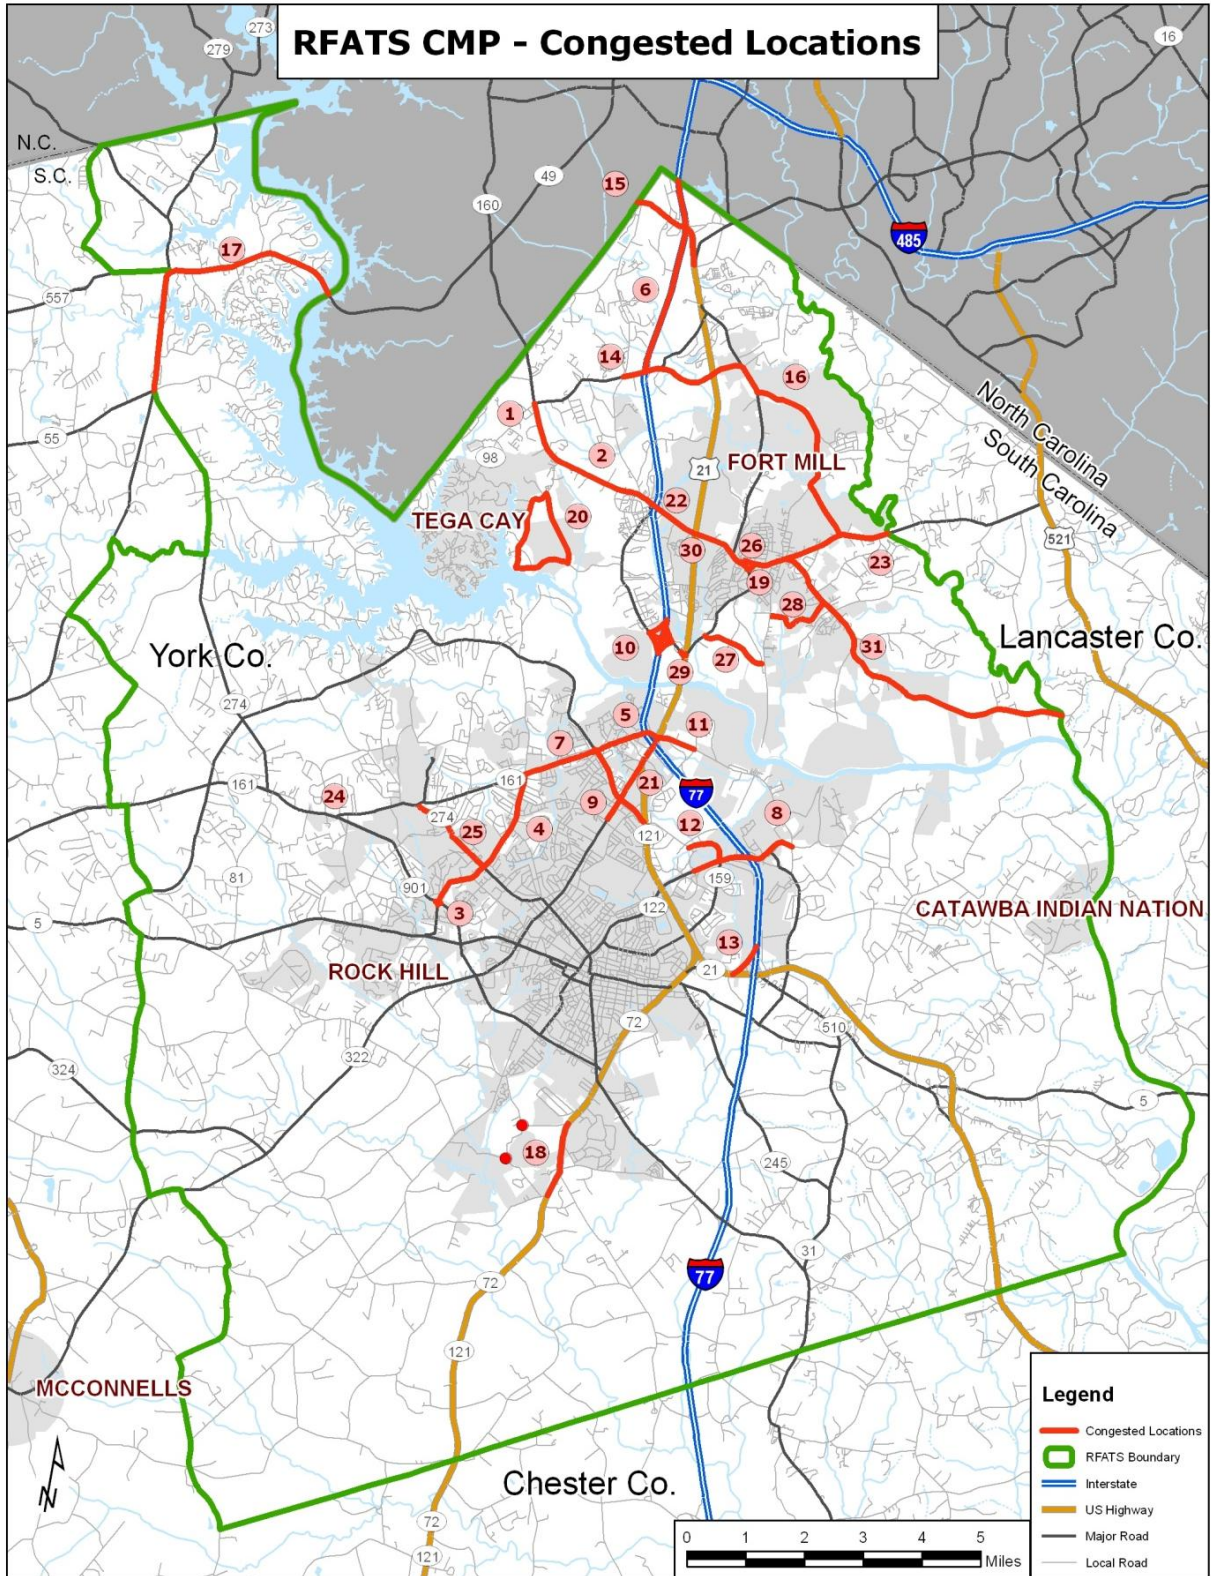 RFATS CMP - Congested Locations
273
279
16
N.C.
S.C.
49
15
160
485
17
557
6
14
16
1
North Carolina
South Carolina
55
98
2
21
FORT MILL
22
TEGA CAY
20
521
30
26
23
19
28
York Co.
10
27
31
Lancaster Co.
29
274
5
11
7
161
161
21
77
24
9
8
274
4
12
25
121
81
159
901
3
122
CATAWBA INDIAN NATION
5
13
ROCK HILL
21
72
510
322
324
5
18
245
31
77
72
121
MCCONNELLS
Legend
Congested Locations
RFATS Boundary
Interstate
US Highway
Major Road
Local Road
N
Chester Co.
72
121
0 1 2 3 4 5
Miles